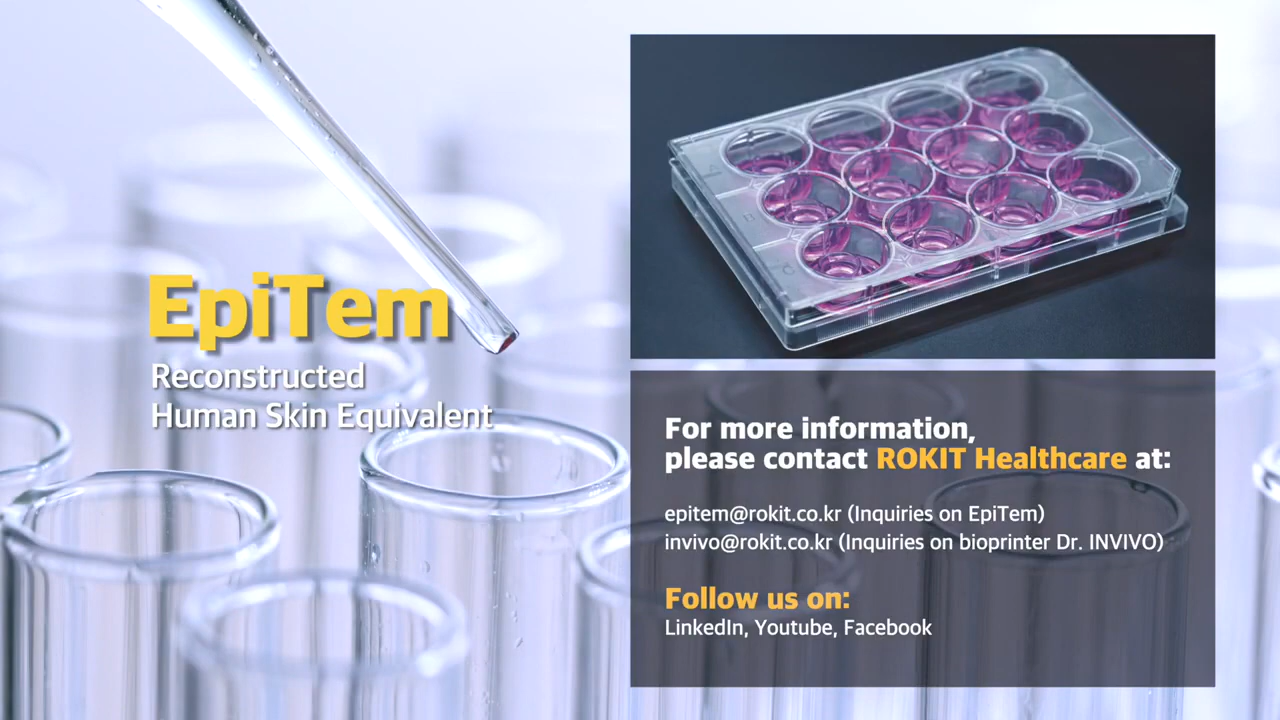 EpiTem
Reconstructed
Human Skin Equivalent
For more information,
please contact ROKIT Healthcare at:
epitem@rokit.co.kr (Inquiries on EpiTem)
invivo@rokit.co.kr (Inquiries on bioprinter Dr. INVIVO)
Follow us on:
LinkedIn, Youtube, Facebook